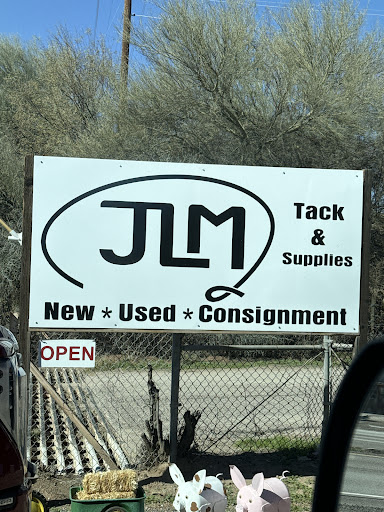 JLM
Tack
&
Supplies
New * Used * Consignment
OPEN